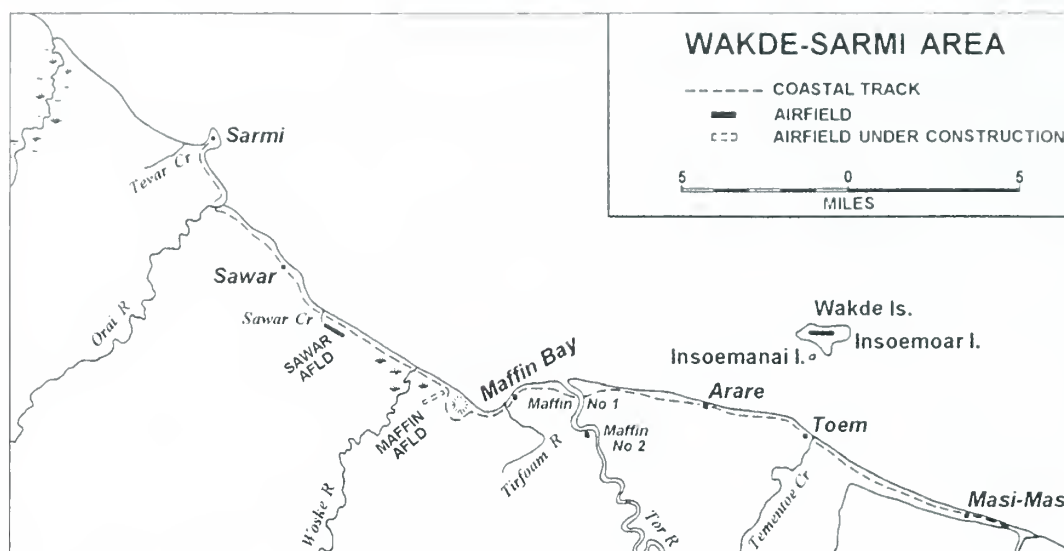 WAKDE-SARMI AREA
COASTAL TRACK
AIRFIELD
AIRFIELD UNDER CONSTRUCTION
5 0 5
MILES
Sarmi
Tevar Cr
Orai R
Sawar
Sawar Cr
SAWAR
AFLD
MAFFIN
AFLD
Woske R
Maffin Bay
Tirfoam R
Maffin No 1
Maffin
No 2
Tor R
Wakde Is.
Insoemoar I.
Insoemanai I.
Arare
Toem
Tementoe Cr
Masi-Mas